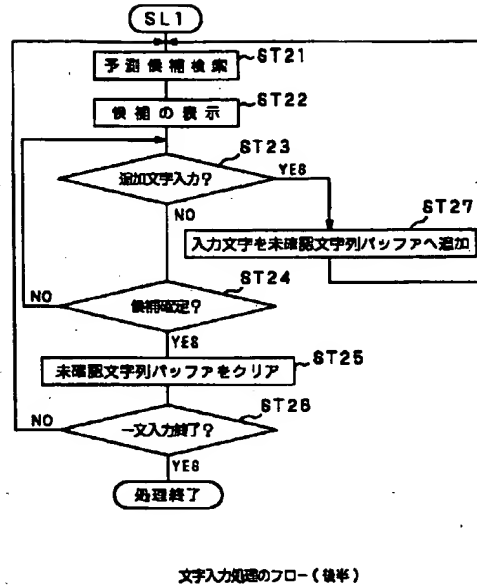 SL1
予測候補検索
ST21
候補の表示
ST22
追加文字入力?
ST23
YES
NO
入力文字を未確認文字列バッファへ追加
ST27
候補確定?
ST24
NO
YES
未確認文字列バッファをクリア
ST25
一文入力終了?
ST26
NO
YES
処理終了
文字入力処理のフロー(後半)